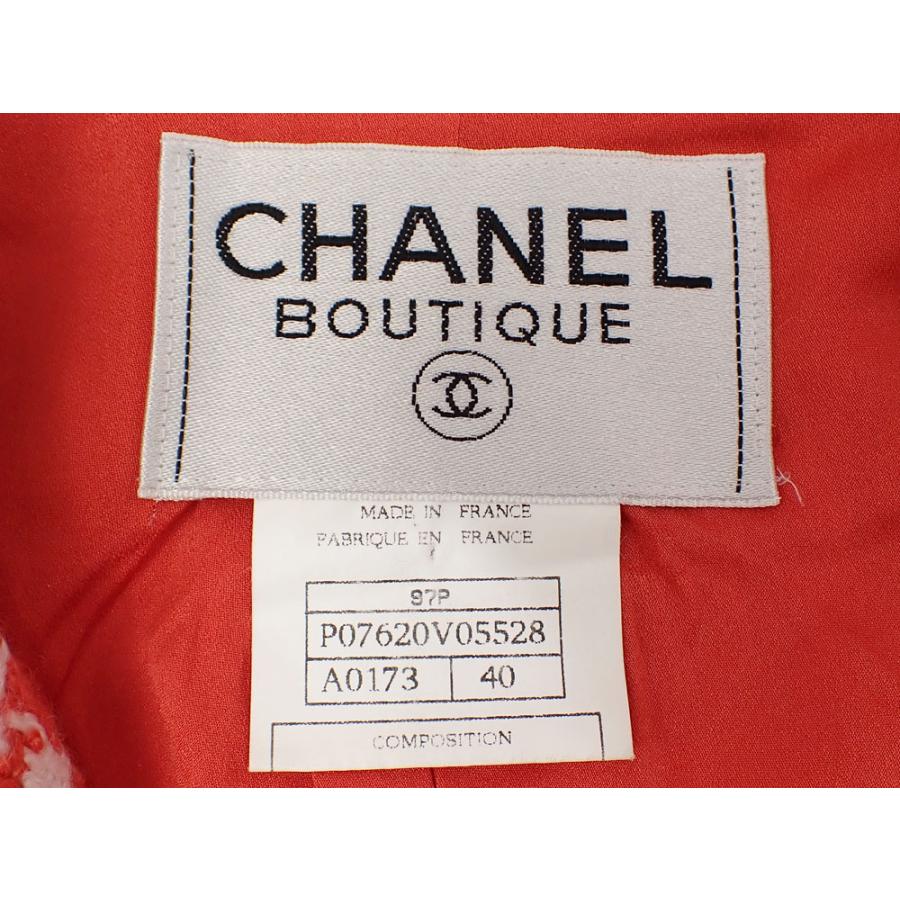 CHANEL
BOUTIQUE
MADE IN FRANCE
FABRIQUE EN FRANCE
97P
P07620V05528
A0173 40
COMPOSITION